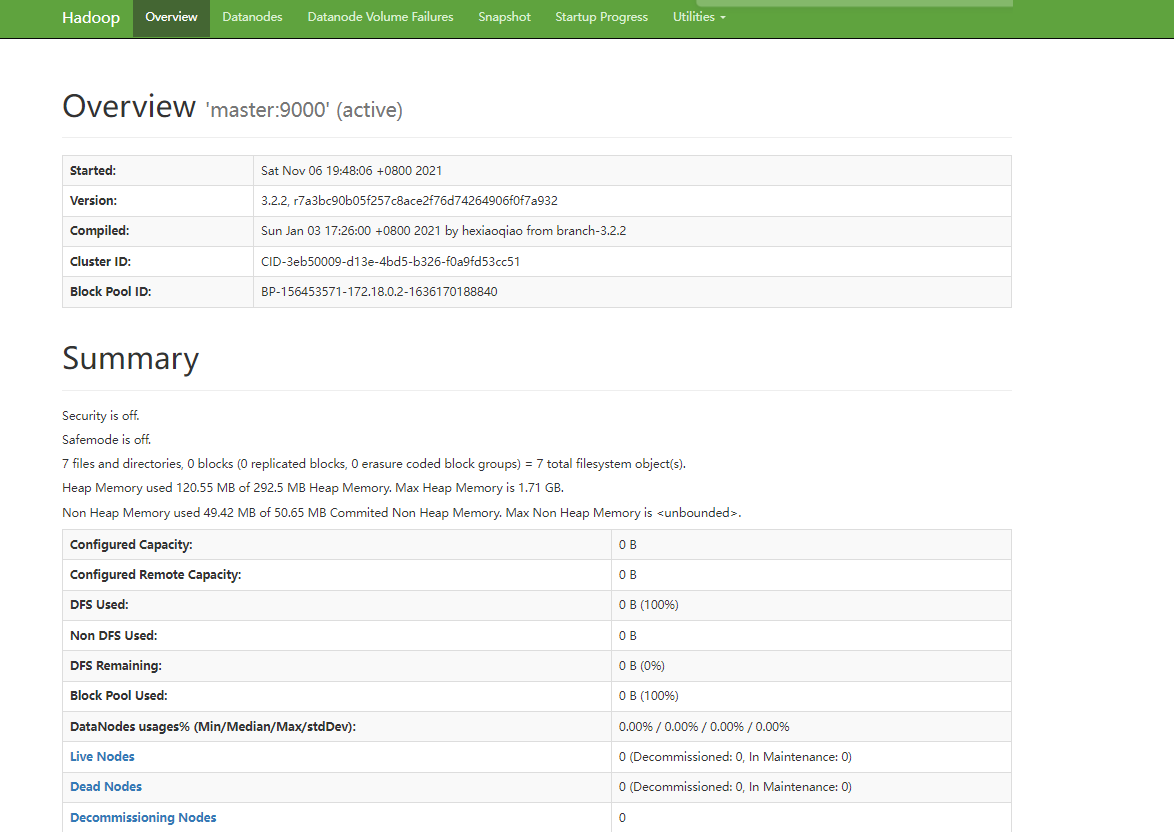 Hadoop Overview Datanodes Datanode Volume Failures Snapshot Startup Progress Utilities
Overview 'master:9000' (active)
Started: Sat Nov 06 19:48:06 +0800 2021
Version: 3.2.2, r7a3bc90b05f257c8ace2f76d74264906f0f7a932
Compiled: Sun Jan 03 17:26:00 +0800 2021 by hexiaoqiao from branch-3.2.2
Cluster ID: CID-3eb50009-d13e-4bd5-b326-f0a9fd53cc51
Block Pool ID: BP-156453571-172.18.0.2-1636170188840
Summary
Security is off.
Safemode is off.
7 files and directories, 0 blocks (0 replicated blocks, 0 erasure coded block groups) = 7 total filesystem object(s).
Heap Memory used 120.55 MB of 292.5 MB Heap Memory. Max Heap Memory is 1.71 GB.
Non Heap Memory used 49.42 MB of 50.65 MB Commited Non Heap Memory. Max Non Heap Memory is <unbounded>.
Configured Capacity: 0 B
Configured Remote Capacity: 0 B
DFS Used: 0 B (100%)
Non DFS Used: 0 B
DFS Remaining: 0 B (0%)
Block Pool Used: 0 B (100%)
DataNodes usages% (Min/Median/Max/stdDev): 0.00% / 0.00% / 0.00% / 0.00%
Live Nodes 0 (Decommissioned: 0, In Maintenance: 0)
Dead Nodes 0 (Decommissioned: 0, In Maintenance: 0)
Decommissioning Nodes 0